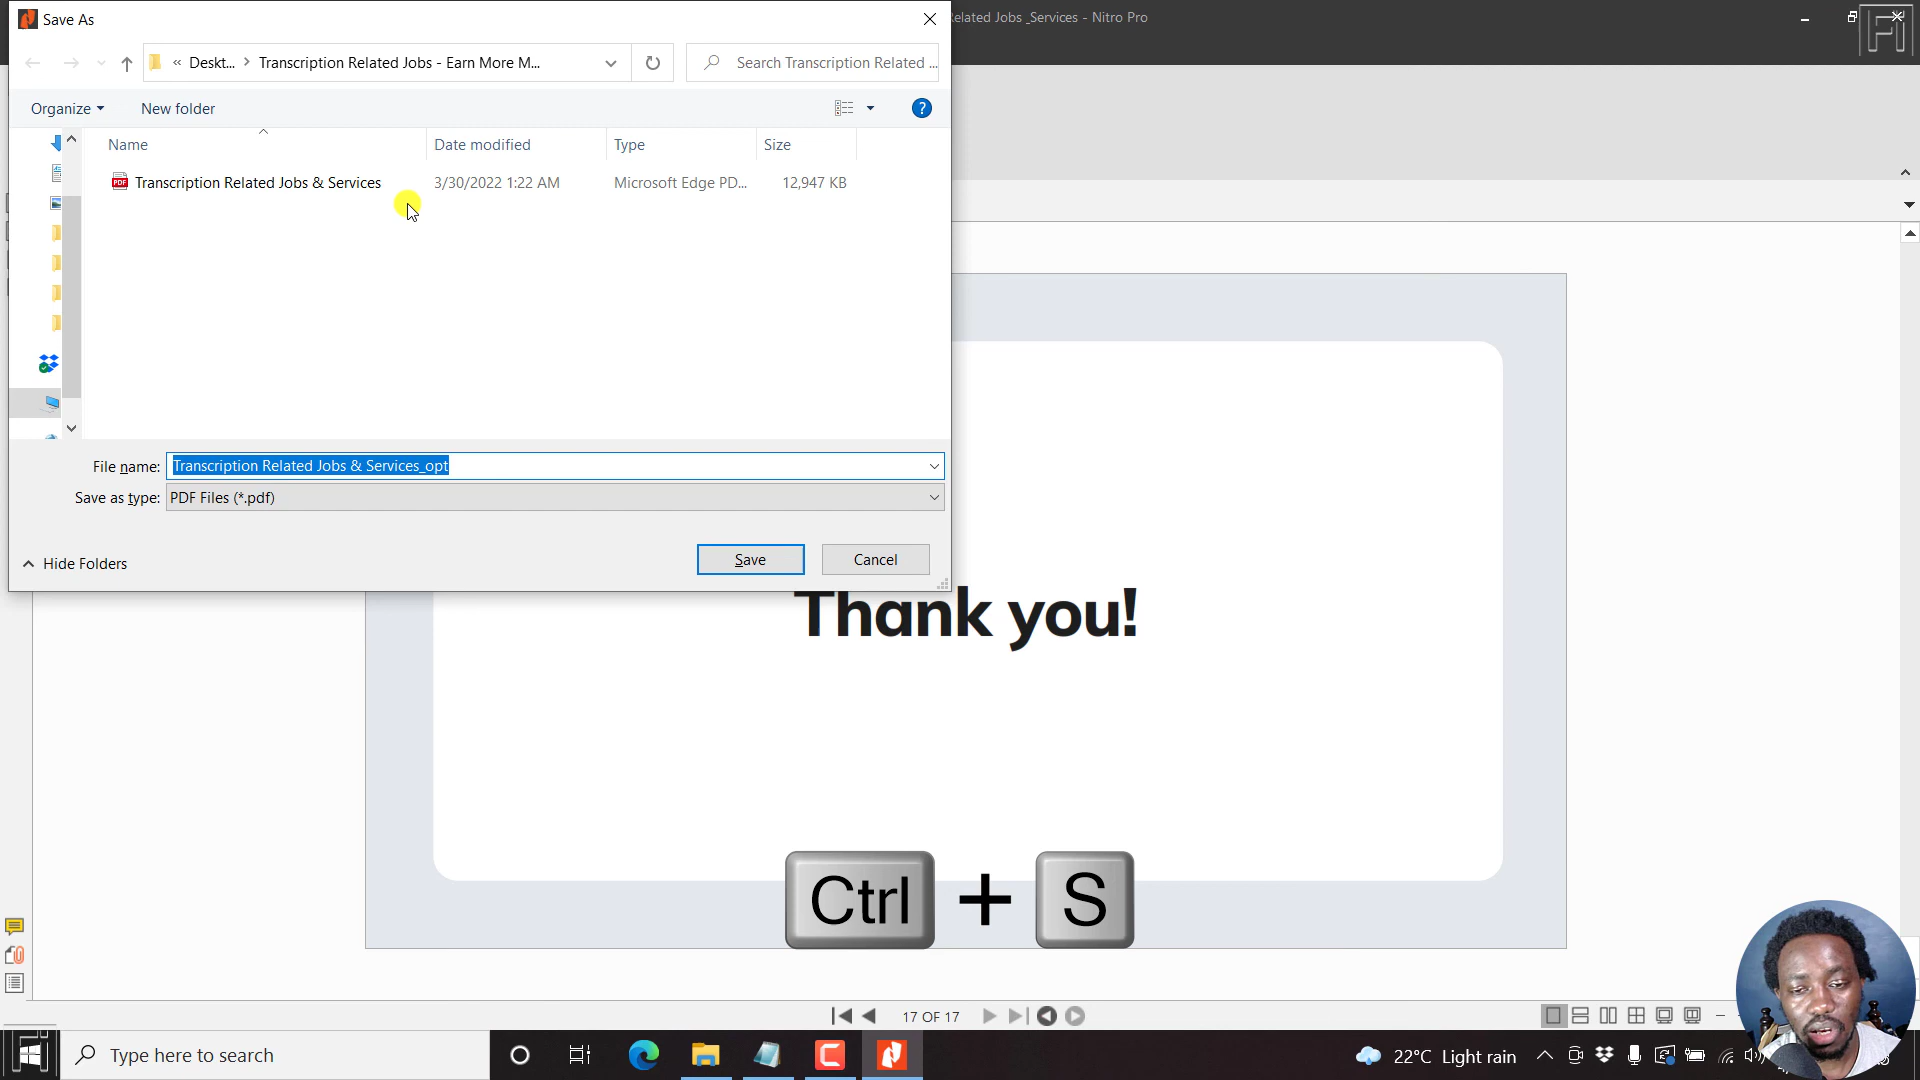 Save As
Related Jobs _Services - Nitro Pro
« Deskt... > Transcription Related Jobs - Earn More M...
Search Transcription Related ...
Organize
New folder
Name
Date modified
Type
Size
Transcription Related Jobs & Services
3/30/2022 1:22 AM
Microsoft Edge PD...
12,947 KB
File name:
Transcription Related Jobs & Services_opt
Save as type:
PDF Files (*.pdf)
Hide Folders
Save
Cancel
Thank you!
Ctrl + S
17 OF 17
Type here to search
22°C Light rain